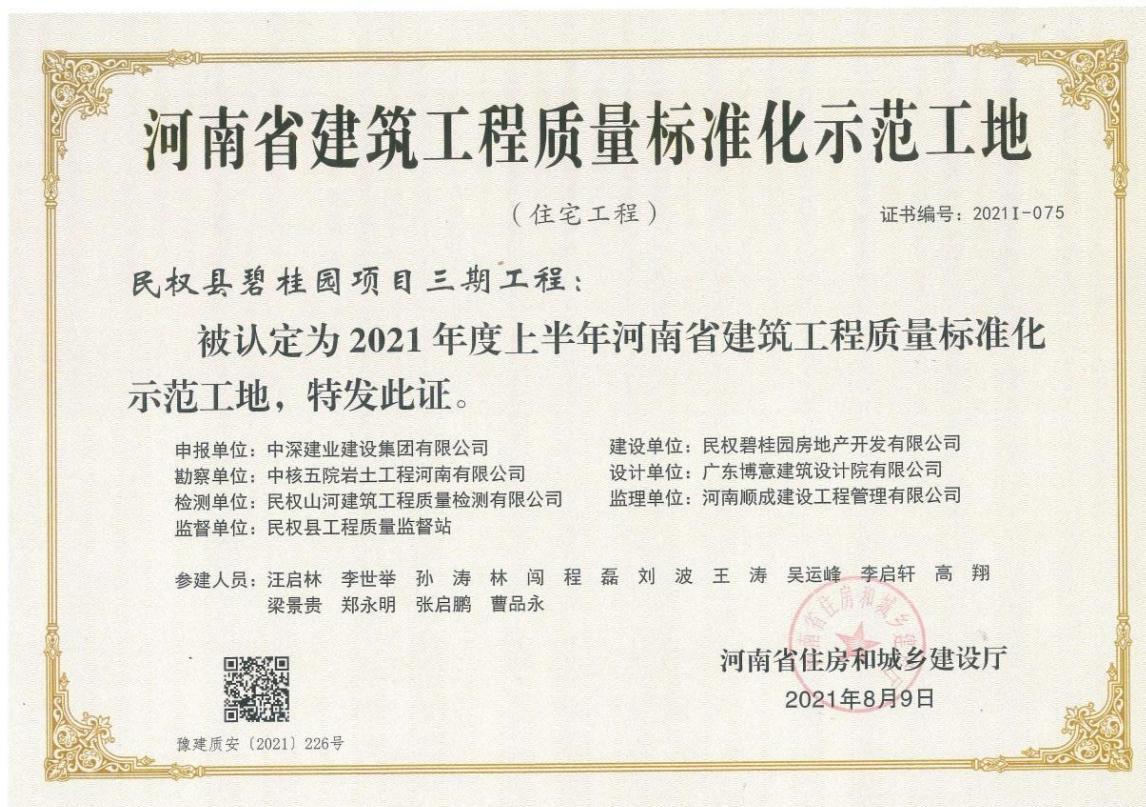 河南省建筑工程质量标准化示范工地
（住宅工程）
证书编号：2021I-075
民权县碧桂园项目三期工程：
被认定为2021年度上半年河南省建筑工程质量标准化
示范工地，特发此证。
申报单位：中深建业建设集团有限公司 建设单位：民权碧桂园房地产开发有限公司
勘察单位：中核五院岩土工程河南有限公司 设计单位：广东博意建筑设计院有限公司
检测单位：民权山河建筑工程质量检测有限公司 监理单位：河南顺成建设工程管理有限公司
监督单位：民权县工程质量监督站
参建人员：汪启林 李世举 孙涛 林闯 程磊 刘波 王涛 吴运峰 李启轩 高翔
梁景贵 郑永明 张启鹏 曹品永
河南省住房和城乡建设厅
2021年8月9日
豫建质安〔2021〕226号